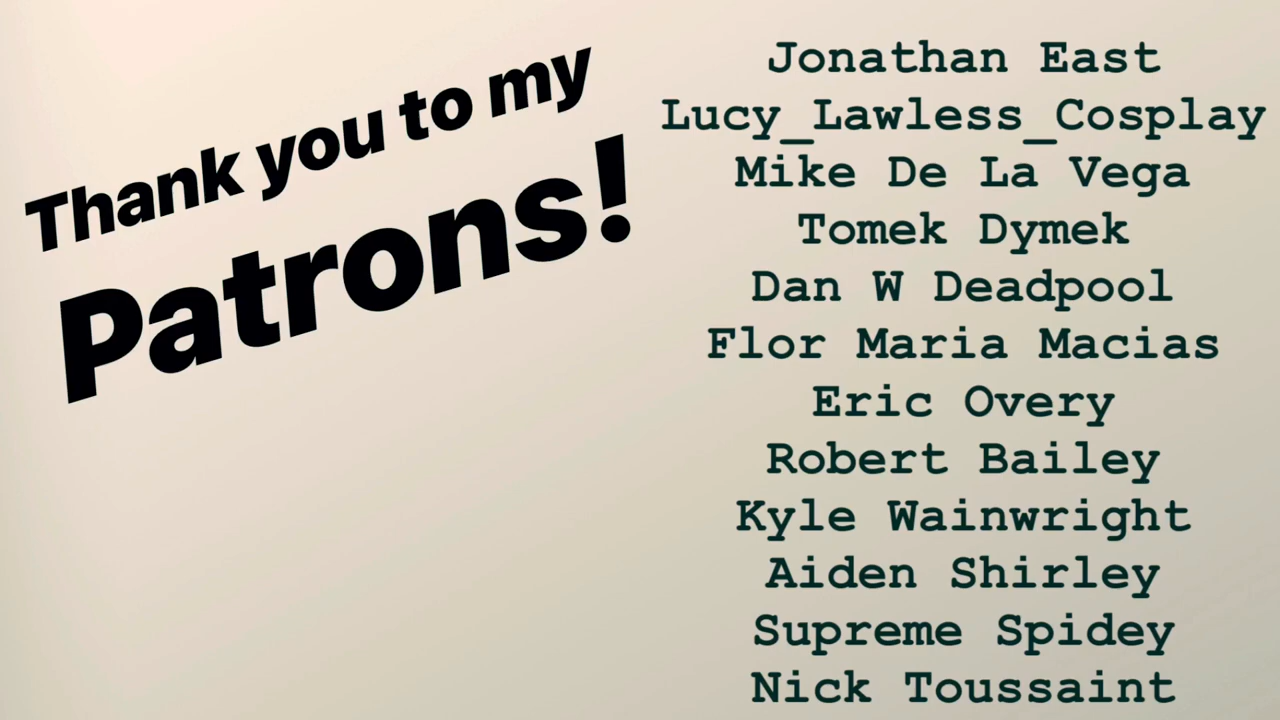 Thank you to my
Patrons!
Jonathan East
Lucy_Lawless_Cosplay
Mike De La Vega
Tomek Dymek
Dan W Deadpool
Flor Maria Macias
Eric Overy
Robert Bailey
Kyle Wainwright
Aiden Shirley
Supreme Spidey
Nick Toussaint